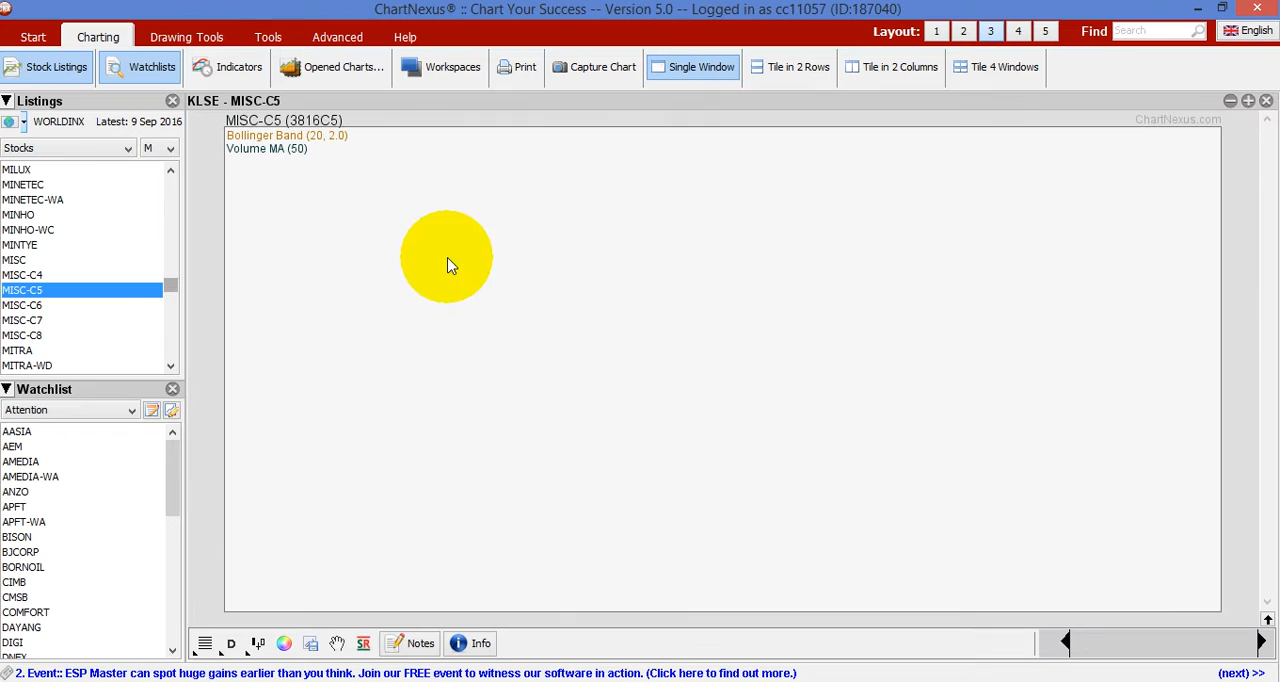 ChartNexus® :: Chart Your Success -- Version 5.0 -- Logged in as cc11057 (ID:187040)
Start Charting Drawing Tools Tools Advanced Help Layout: 1 2 3 4 5 Find Search English
Stock Listings Watchlists Indicators Opened Charts... Workspaces Print Capture Chart Single Window Tile in 2 Rows Tile in 2 Columns Tile 4 Windows
Listings
WORLDINX Latest: 9 Sep 2016
Stocks M
MILUX
MINETEC
MINETEC-WA
MINHO
MINHO-WC
MINTYE
MISC
MISC-C4
MISC-C5
MISC-C6
MISC-C7
MISC-C8
MITRA
MITRA-WD
Watchlist
Attention
AASIA
AEM
AMEDIA
AMEDIA-WA
ANZO
APFT
APFT-WA
BISON
BJCORP
BORNOIL
CIMB
CMSB
COMFORT
DAYANG
DIGI
DNEX
KLSE - MISC-C5
MISC-C5 (3816C5) ChartNexus.com
Bollinger Band (20, 2.0)
Volume MA (50)
D SR Notes Info
2. Event:: ESP Master can spot huge gains earlier than you think. Join our FREE event to witness our software in action. (Click here to find out more.) (next) >>